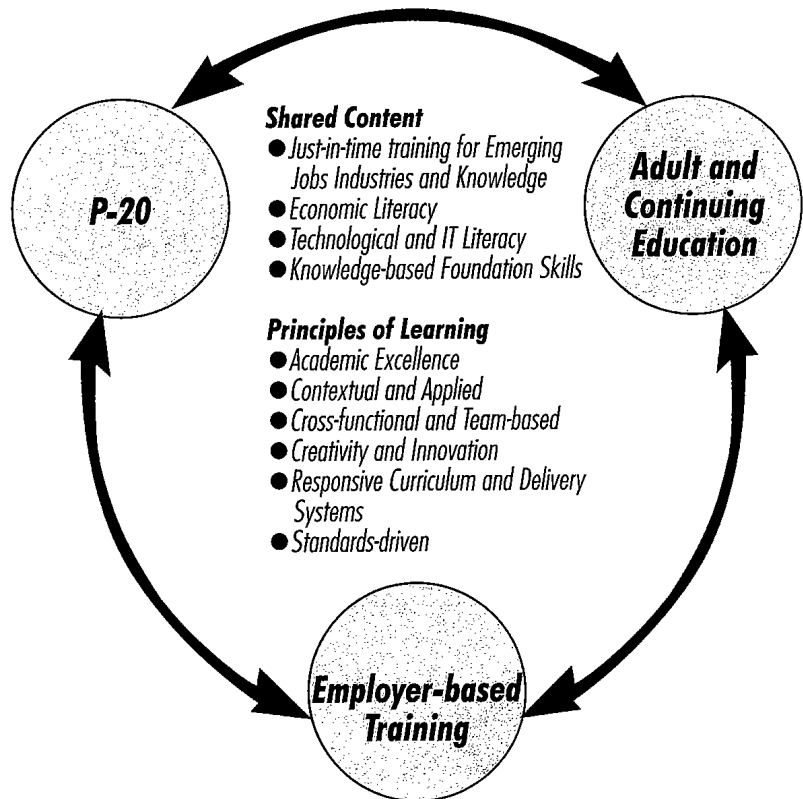 P-20
Shared Content
● Just-in-time training for Emerging
Jobs Industries and Knowledge
● Economic Literacy
● Technological and IT Literacy
● Knowledge-based Foundation Skills
Adult and
Continuing
Education
Principles of Learning
● Academic Excellence
● Contextual and Applied
● Cross-functional and Team-based
● Creativity and Innovation
● Responsive Curriculum and Delivery
Systems
● Standards-driven
Employer-based
Training